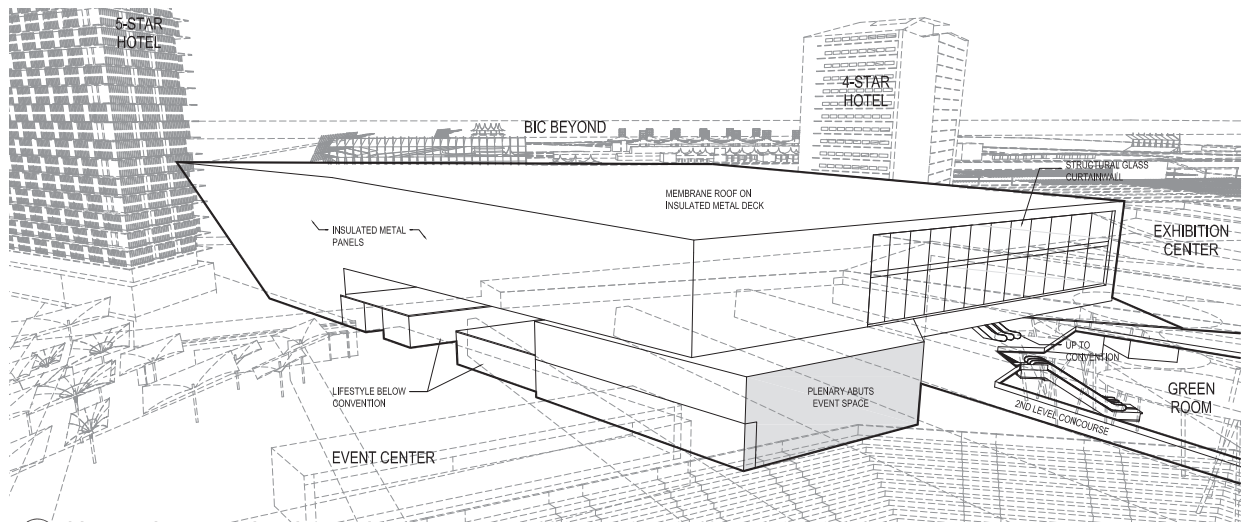 5-STAR
HOTEL
4-STAR
HOTEL
BIC BEYOND
STRUCTURAL GLASS
CURTAINWALL
MEMBRANE ROOF ON
INSULATED METAL DECK
INSULATED METAL
PANELS
EXHIBITION
CENTER
UP TO
CONVENTION
LIFESTYLE BELOW
CONVENTION
PLENARY ABUTS
EVENT SPACE
GREEN
ROOM
2ND LEVEL CONCOURSE
EVENT CENTER